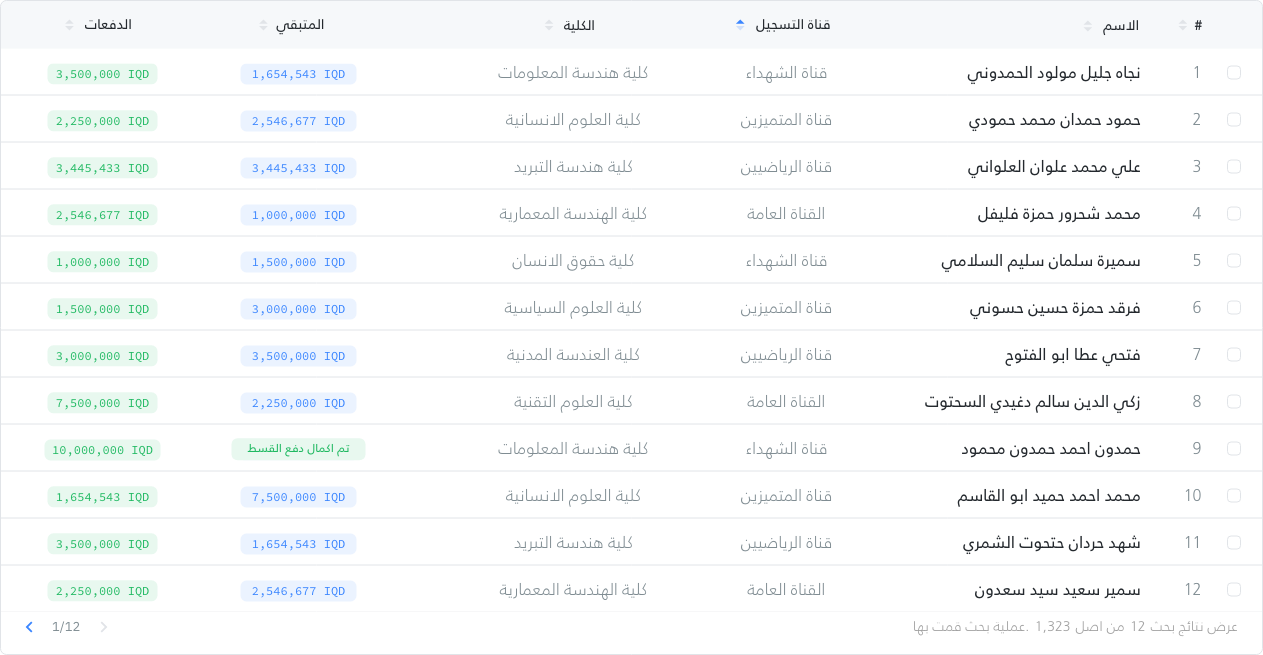 # الاسم قناة التسجيل الكلية المتبقي الدفعات
1 نجاه جليل مولود الحمدوني قناة الشهداء كلية هندسة المعلومات 1,654,543 IQD 3,500,000 IQD
2 حمود حمدان محمد حمودي قناة المتميزين كلية العلوم الانسانية 2,546,677 IQD 2,250,000 IQD
3 علي محمد علوان العلواني قناة الرياضيين كلية هندسة التبريد 3,445,433 IQD 3,445,433 IQD
4 محمد شحرور حمزة فليفل القناة العامة كلية الهندسة المعمارية 1,000,000 IQD 2,546,677 IQD
5 سميرة سلمان سليم السلامي قناة الشهداء كلية حقوق الانسان 1,500,000 IQD 1,000,000 IQD
6 فرقد حمزة حسين حسوني قناة المتميزين كلية العلوم السياسية 3,000,000 IQD 1,500,000 IQD
7 فتحي عطا ابو الفتوح قناة الرياضيين كلية العندسة المدنية 3,500,000 IQD 3,000,000 IQD
8 زكي الدين سالم دغيدي السحتوت القناة العامة كلية العلوم التقنية 2,250,000 IQD 7,500,000 IQD
9 حمدون احمد حمدون محمود قناة الشهداء كلية هندسة المعلومات تم اكمال دفع القسط 10,000,000 IQD
10 محمد احمد حميد ابو القاسم قناة المتميزين كلية العلوم الانسانية 7,500,000 IQD 1,654,543 IQD
11 شهد حردان حتحوت الشمري قناة الرياضيين كلية هندسة التبريد 1,654,543 IQD 3,500,000 IQD
12 سمير سعيد سيد سعدون القناة العامة كلية الهندسة المعمارية 2,546,677 IQD 2,250,000 IQD
عرض نتائج بحث 12 من اصل 1,323 .عملية بحث قمت بها 1/12